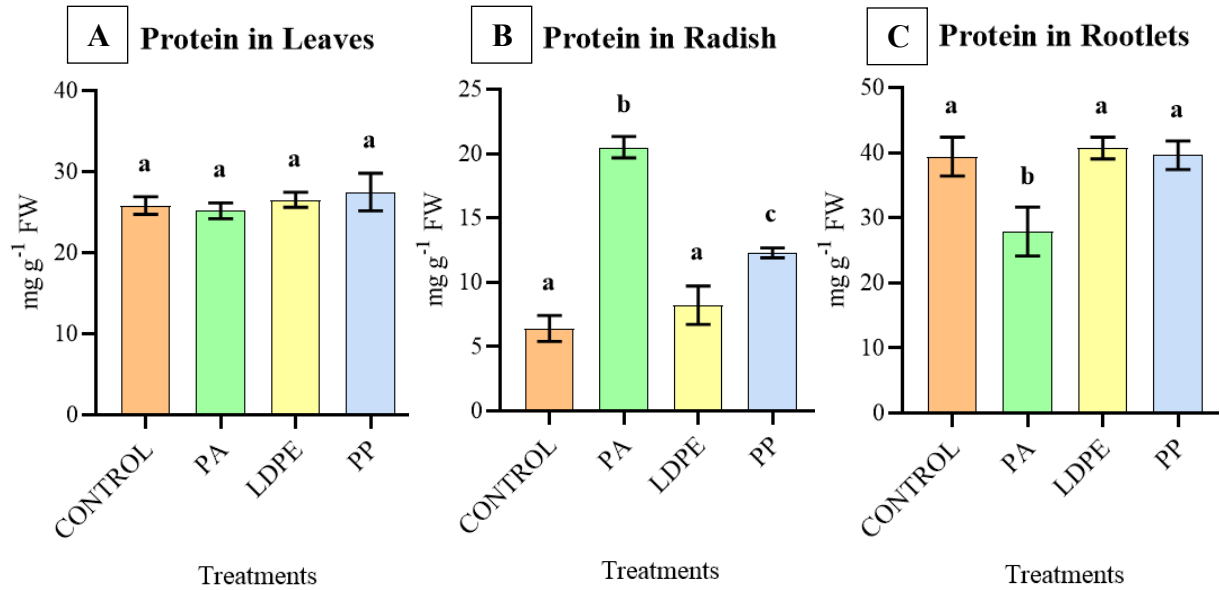 A Protein in Leaves
mg g⁻¹ FW
40
30
20
10
0
a
a
a
a
CONTROL
PA
LDPE
PP
Treatments
B Protein in Radish
mg g⁻¹ FW
25
20
15
10
5
0
a
b
a
c
CONTROL
PA
LDPE
PP
Treatments
C Protein in Rootlets
mg g⁻¹ FW
50
40
30
20
10
0
a
b
a
a
CONTROL
PA
LDPE
PP
Treatments